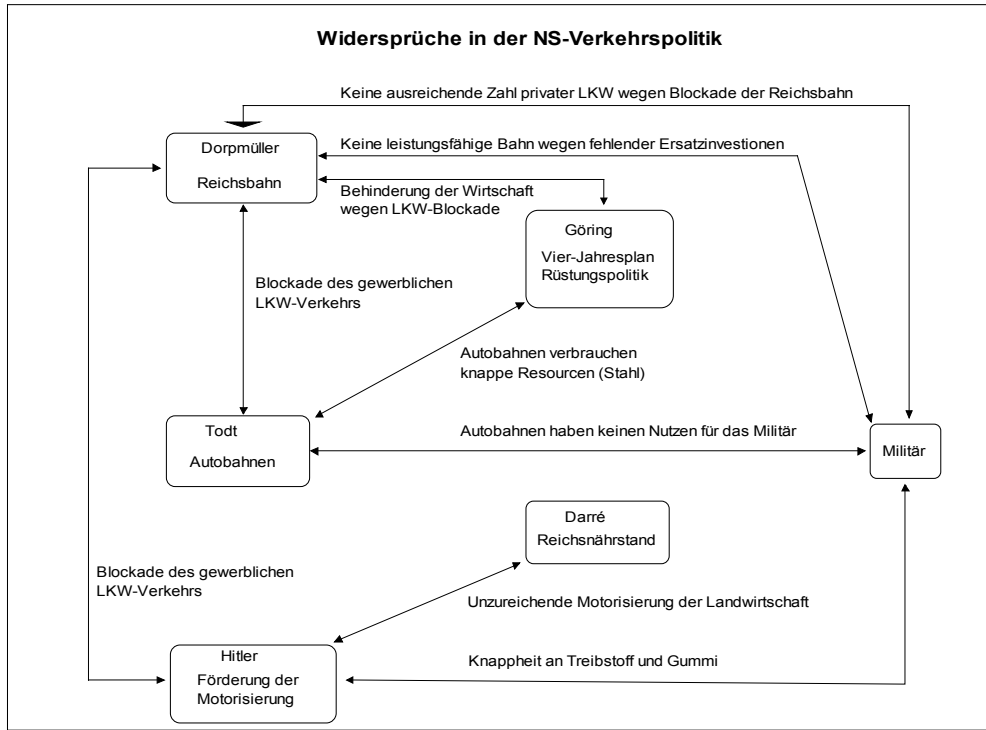 Widersprüche in der NS-Verkehrspolitik
Keine ausreichende Zahl privater LKW wegen Blockade der Reichsbahn
Dorpmüller
Reichsbahn
Keine leistungsfähige Bahn wegen fehlender Ersatzinvestionen
Behinderung der Wirtschaft
wegen LKW-Blockade
Göring
Vier-Jahresplan
Rüstungspolitik
Blockade des gewerblichen
LKW-Verkehrs
Autobahnen verbrauchen
knappe Resourcen (Stahl)
Todt
Autobahnen
Autobahnen haben keinen Nutzen für das Militär
Militär
Darré
Reichsnährstand
Blockade des gewerblichen
LKW-Verkehrs
Unzureichende Motorisierung der Landwirtschaft
Hitler
Förderung der
Motorisierung
Knappheit an Treibstoff und Gummi